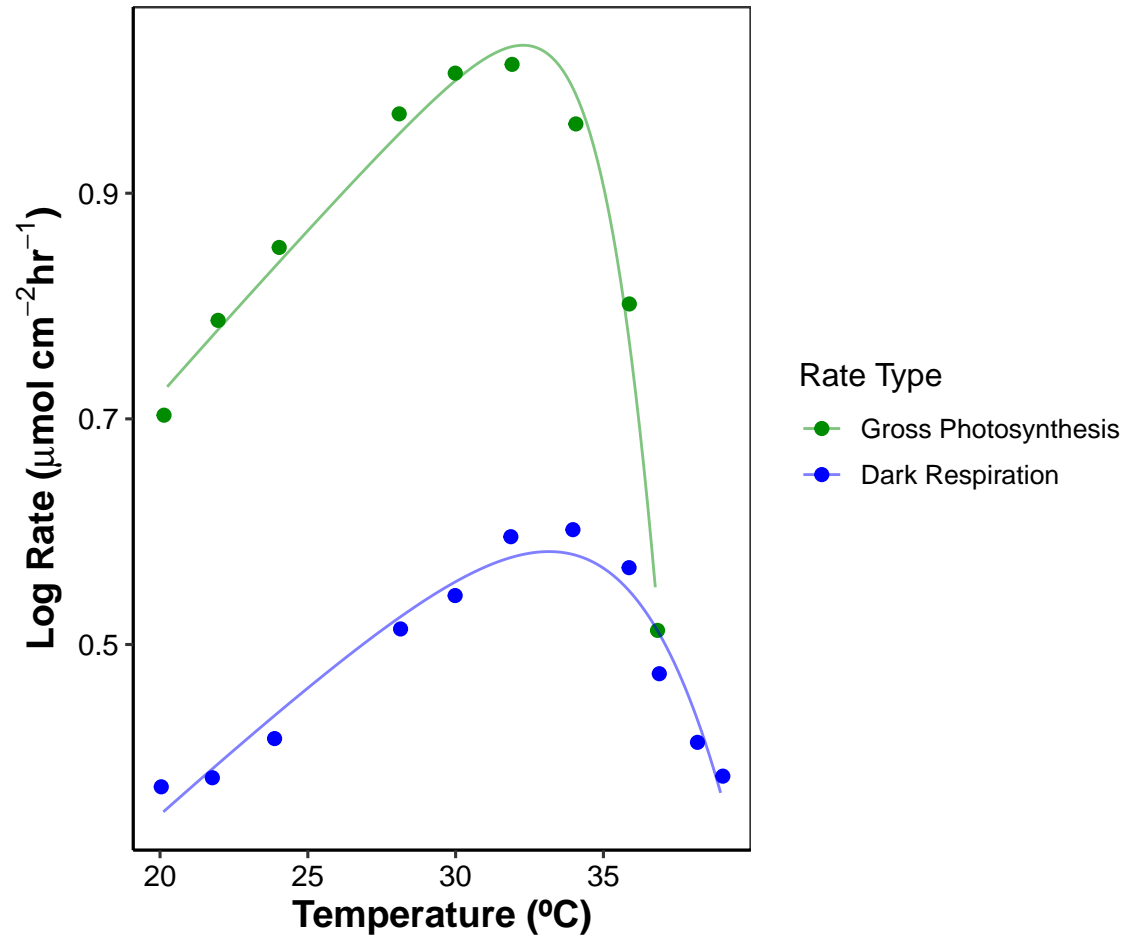 Log Rate (μmol cm⁻²hr⁻¹)
0.9
0.7
0.5
20 25 30 35
Temperature (ºC)
Rate Type
Gross Photosynthesis
Dark Respiration